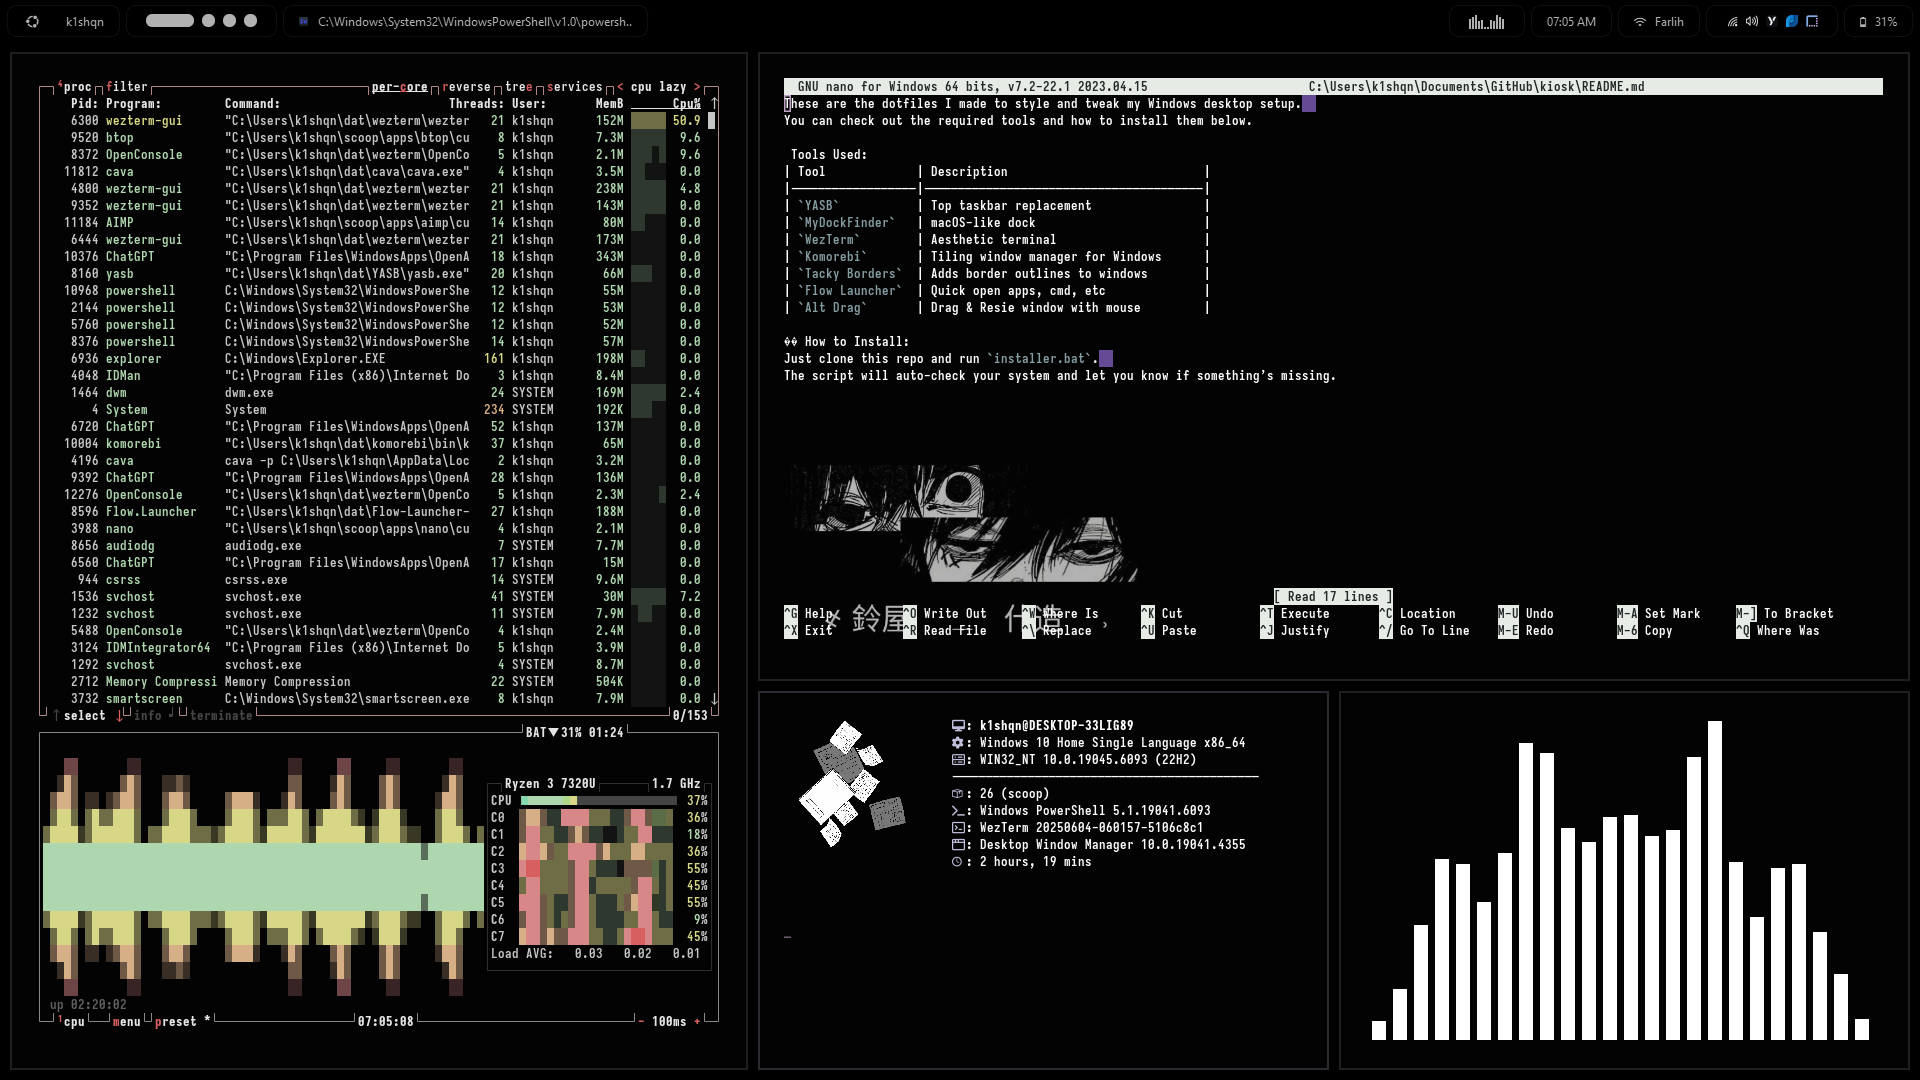 k1shqn
C:\Windows\System32\WindowsPowerShell\v1.0\powersh..
07:05 AM
Farlih
31%
4proc filter per-core reverse tree services < cpu lazy >
Pid: Program: Command: Threads: User: MemB Cpu% ↑
6300 wezterm-gui "C:\Users\k1shqn\dat\wezterm\wezter 21 k1shqn 152M 50.9
9520 btop "C:\Users\k1shqn\scoop\apps\btop\cu 8 k1shqn 7.3M 9.6
8372 OpenConsole "C:\Users\k1shqn\dat\wezterm\OpenCo 5 k1shqn 2.1M 9.6
11812 cava "C:\Users\k1shqn\dat\cava\cava.exe" 4 k1shqn 3.5M 0.0
4800 wezterm-gui "C:\Users\k1shqn\dat\wezterm\wezter 21 k1shqn 238M 4.8
9352 wezterm-gui "C:\Users\k1shqn\dat\wezterm\wezter 21 k1shqn 143M 0.0
11184 AIMP "C:\Users\k1shqn\scoop\apps\aimp\cu 14 k1shqn 80M 0.0
6444 wezterm-gui "C:\Users\k1shqn\dat\wezterm\wezter 21 k1shqn 173M 0.0
10376 ChatGPT "C:\Program Files\WindowsApps\OpenA 18 k1shqn 343M 0.0
8160 yasb "C:\Users\k1shqn\dat\YASB\yasb.exe" 20 k1shqn 66M 0.0
10968 powershell C:\Windows\System32\WindowsPowerShe 12 k1shqn 55M 0.0
2144 powershell C:\Windows\System32\WindowsPowerShe 12 k1shqn 53M 0.0
5760 powershell C:\Windows\System32\WindowsPowerShe 12 k1shqn 52M 0.0
8376 powershell C:\Windows\System32\WindowsPowerShe 14 k1shqn 57M 0.0
6936 explorer C:\Windows\Explorer.EXE 161 k1shqn 198M 0.0
4048 IDMan "C:\Program Files (x86)\Internet Do 3 k1shqn 8.4M 0.0
1464 dwm dwm.exe 24 SYSTEM 169M 2.4
4 System System 234 SYSTEM 192K 0.0
6720 ChatGPT "C:\Program Files\WindowsApps\OpenA 52 k1shqn 137M 0.0
10004 komorebi "C:\Users\k1shqn\dat\komorebi\bin\k 37 k1shqn 65M 0.0
4196 cava cava -p C:\Users\k1shqn\AppData\Loc 2 k1shqn 3.2M 0.0
9392 ChatGPT "C:\Program Files\WindowsApps\OpenA 28 k1shqn 136M 0.0
12276 OpenConsole "C:\Users\k1shqn\dat\wezterm\OpenCo 5 k1shqn 2.3M 2.4
8596 Flow.Launcher "C:\Users\k1shqn\dat\Flow-Launcher- 27 k1shqn 188M 0.0
3988 nano "C:\Users\k1shqn\scoop\apps\nano\cu 4 k1shqn 2.1M 0.0
8656 audiodg audiodg.exe 7 SYSTEM 7.7M 0.0
6560 ChatGPT "C:\Program Files\WindowsApps\OpenA 17 k1shqn 15M 0.0
944 csrss csrss.exe 14 SYSTEM 9.6M 0.0
1536 svchost svchost.exe 41 SYSTEM 30M 7.2
1232 svchost svchost.exe 11 SYSTEM 7.9M 0.0
5488 OpenConsole "C:\Users\k1shqn\dat\wezterm\OpenCo 4 k1shqn 2.4M 0.0
3124 IDMIntegrator64 "C:\Program Files (x86)\Internet Do 5 k1shqn 3.9M 0.0
1292 svchost svchost.exe 4 SYSTEM 8.7M 0.0
2712 Memory Compressi Memory Compression 22 SYSTEM 504K 0.0
3732 smartscreen C:\Windows\System32\smartscreen.exe 8 k1shqn 7.9M 0.0 ↓
↑ select ↓ info ↲ terminate 0/153
BAT▼31% 01:24
Ryzen 3 7320U 1.7 GHz
CPU 37%
C0 36%
C1 18%
C2 36%
C3 55%
C4 45%
C5 55%
C6 9%
C7 45%
Load AVG: 0.03 0.02 0.01
up 02:20:02
1cpu menu preset * 07:05:08 - 100ms +
GNU nano for Windows 64 bits, v7.2-22.1 2023.04.15 C:\Users\k1shqn\Documents\GitHub\kiosk\README.md
These are the dotfiles I made to style and tweak my Windows desktop setup.
You can check out the required tools and how to install them below.
Tools Used:
| Tool | Description |
|------------------|----------------------------------------|
| `YASB` | Top taskbar replacement |
| `MyDockFinder` | macOS-like dock |
| `WezTerm` | Aesthetic terminal |
| `Komorebi` | Tiling window manager for Windows |
| `Tacky Borders` | Adds border outlines to windows |
| `Flow Launcher` | Quick open apps, cmd, etc |
| `Alt Drag` | Drag & Resie window with mouse |
�� How to Install:
Just clone this repo and run `installer.bat`.
The script will auto-check your system and let you know if something's missing.
[ Read 17 lines ]
^G Help ^O Write Out ^W Where Is ^K Cut ^T Execute ^C Location M-U Undo M-A Set Mark M-] To Bracket
^X Exit ^R Read File ^\ Replace ^U Paste ^J Justify ^/ Go To Line M-E Redo M-6 Copy ^Q Where Was
鈴屋 什造
k1shqn@DESKTOP-33LIG89
: Windows 10 Home Single Language x86_64
: WIN32_NT 10.0.19045.6093 (22H2)
: 26 (scoop)
: Windows PowerShell 5.1.19041.6093
: WezTerm 20250604-060157-5106c8c1
: Desktop Window Manager 10.0.19041.4355
: 2 hours, 19 mins